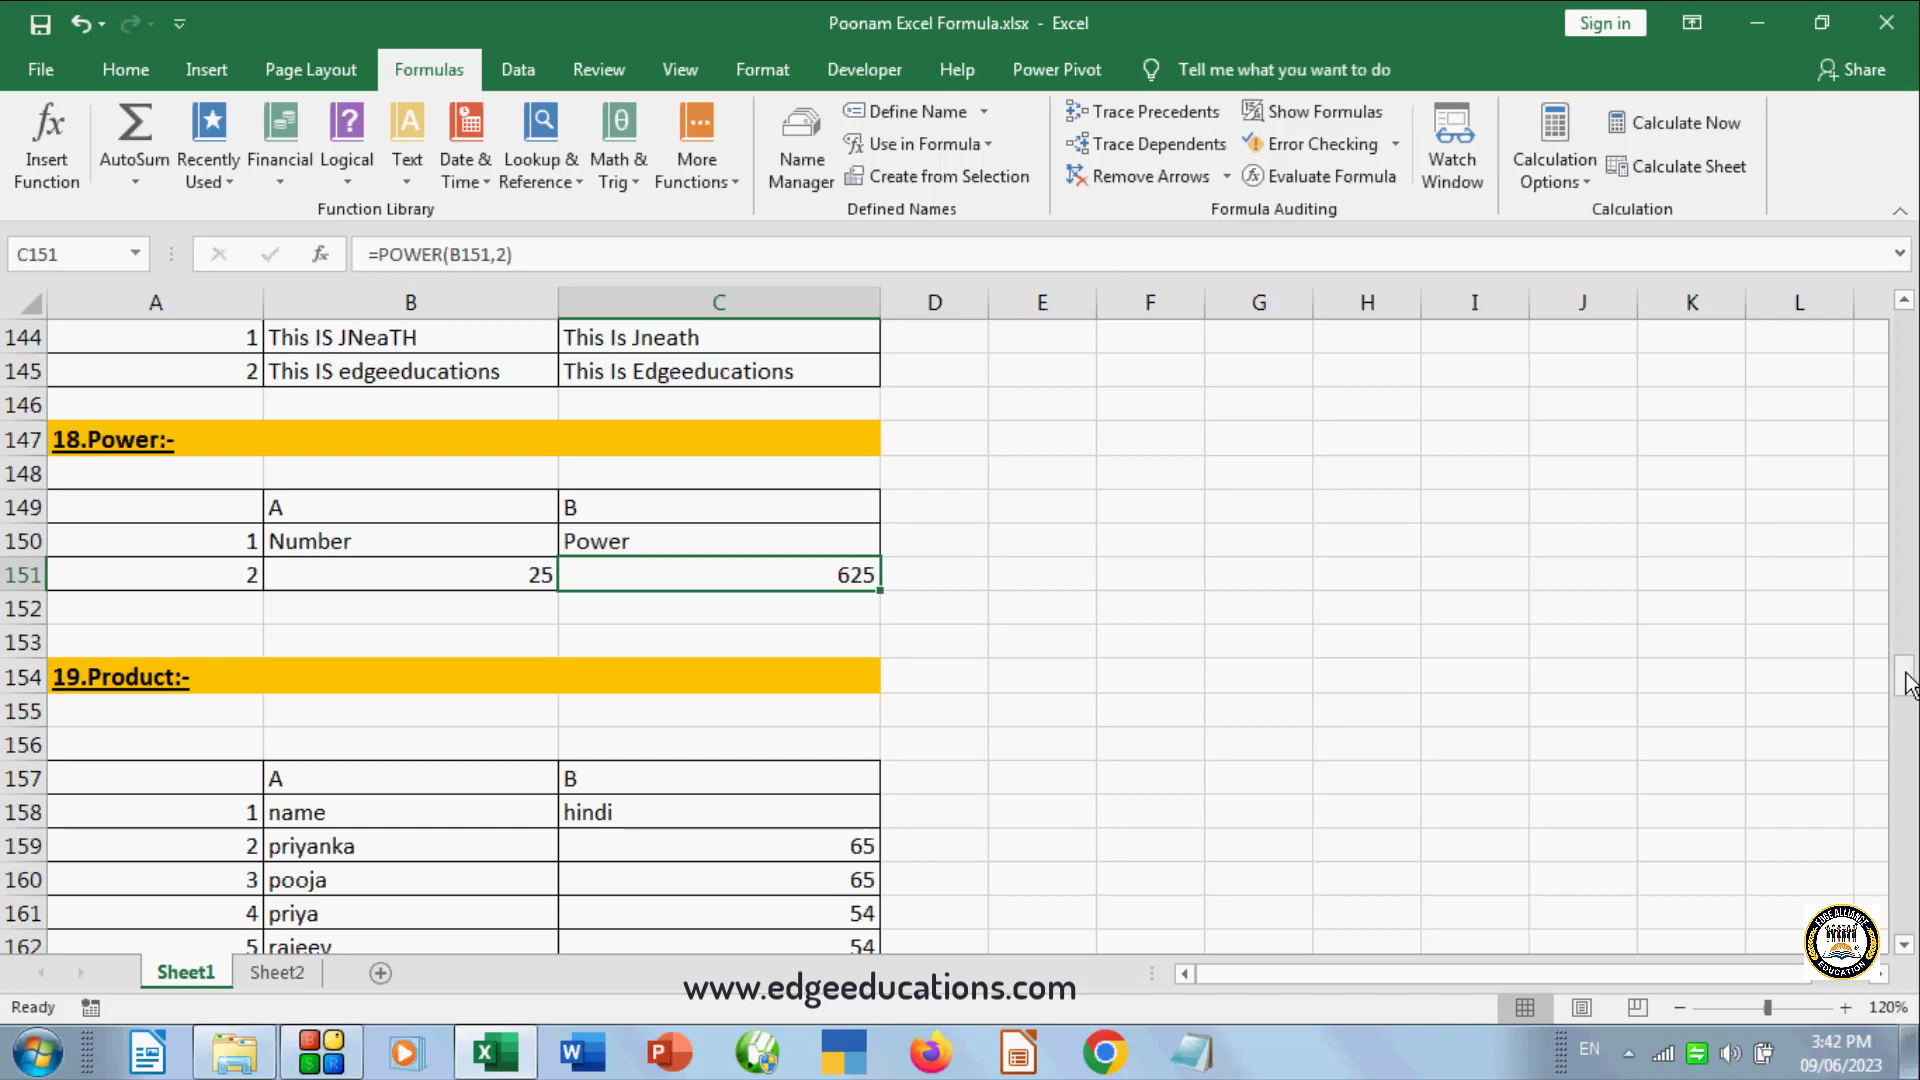 Poonam Excel Formula.xlsx - Excel
Sign in
File Home Insert Page Layout Formulas Data Review View Format Developer Help Power Pivot Tell me what you want to do Share
Insert Function
AutoSum
Recently Used
Financial
Logical
Text
Date & Time
Lookup & Reference
Math & Trig
More Functions
Function Library
Name Manager
Define Name
Use in Formula
Create from Selection
Defined Names
Trace Precedents
Trace Dependents
Remove Arrows
Show Formulas
Error Checking
Evaluate Formula
Formula Auditing
Watch Window
Calculation Options
Calculate Now
Calculate Sheet
Calculation
C151 fx =POWER(B151,2)
A B C D E F G H I J K L
144 1 This IS JNeaTH This Is Jneath
145 2 This IS edgeeducations This Is Edgeeducations
146
147 18.Power:-
148
149 A B
150 1 Number Power
151 2 25 625
152
153
154 19.Product:-
155
156
157 A B
158 1 name hindi
159 2 priyanka 65
160 3 pooja 65
161 4 priya 54
162 5 rajeev 54
EDGE ALLIANCE EDUCATION
Sheet1 Sheet2
www.edgeeducations.com
Ready 120%
EN
3:42 PM
09/06/2023